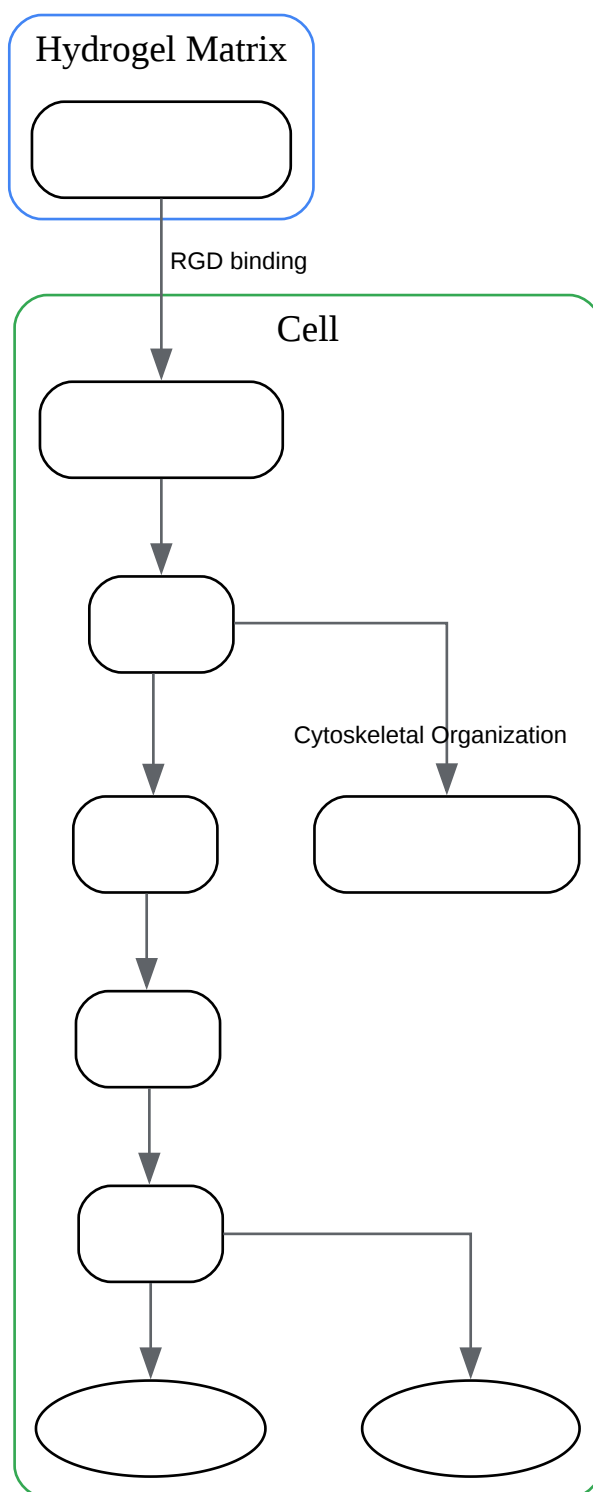 Hydrogel Matrix
RGD binding
Cell
Cytoskeletal Organization